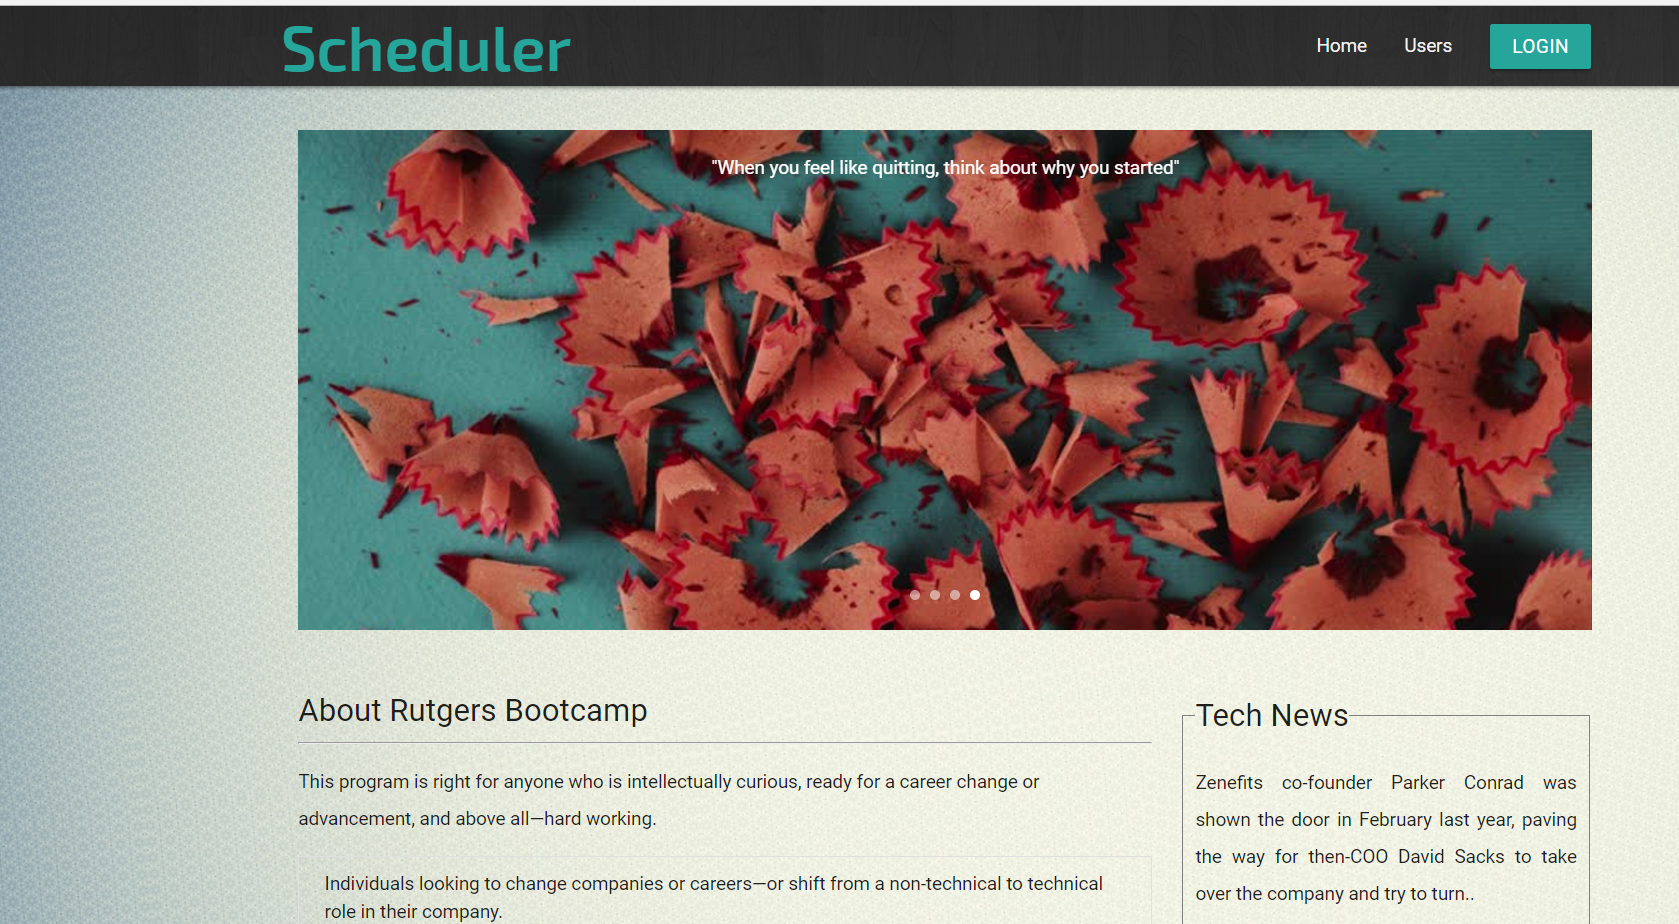 Scheduler
Home
Users
LOGIN
"When you feel like quitting, think about why you started"
About Rutgers Bootcamp
This program is right for anyone who is intellectually curious, ready for a career change or
advancement, and above all—hard working.
Individuals looking to change companies or careers—or shift from a non-technical to technical
role in their company.
Tech News
Zenefits co-founder Parker Conrad was
shown the door in February last year, paving
the way for then-COO David Sacks to take
over the company and try to turn..